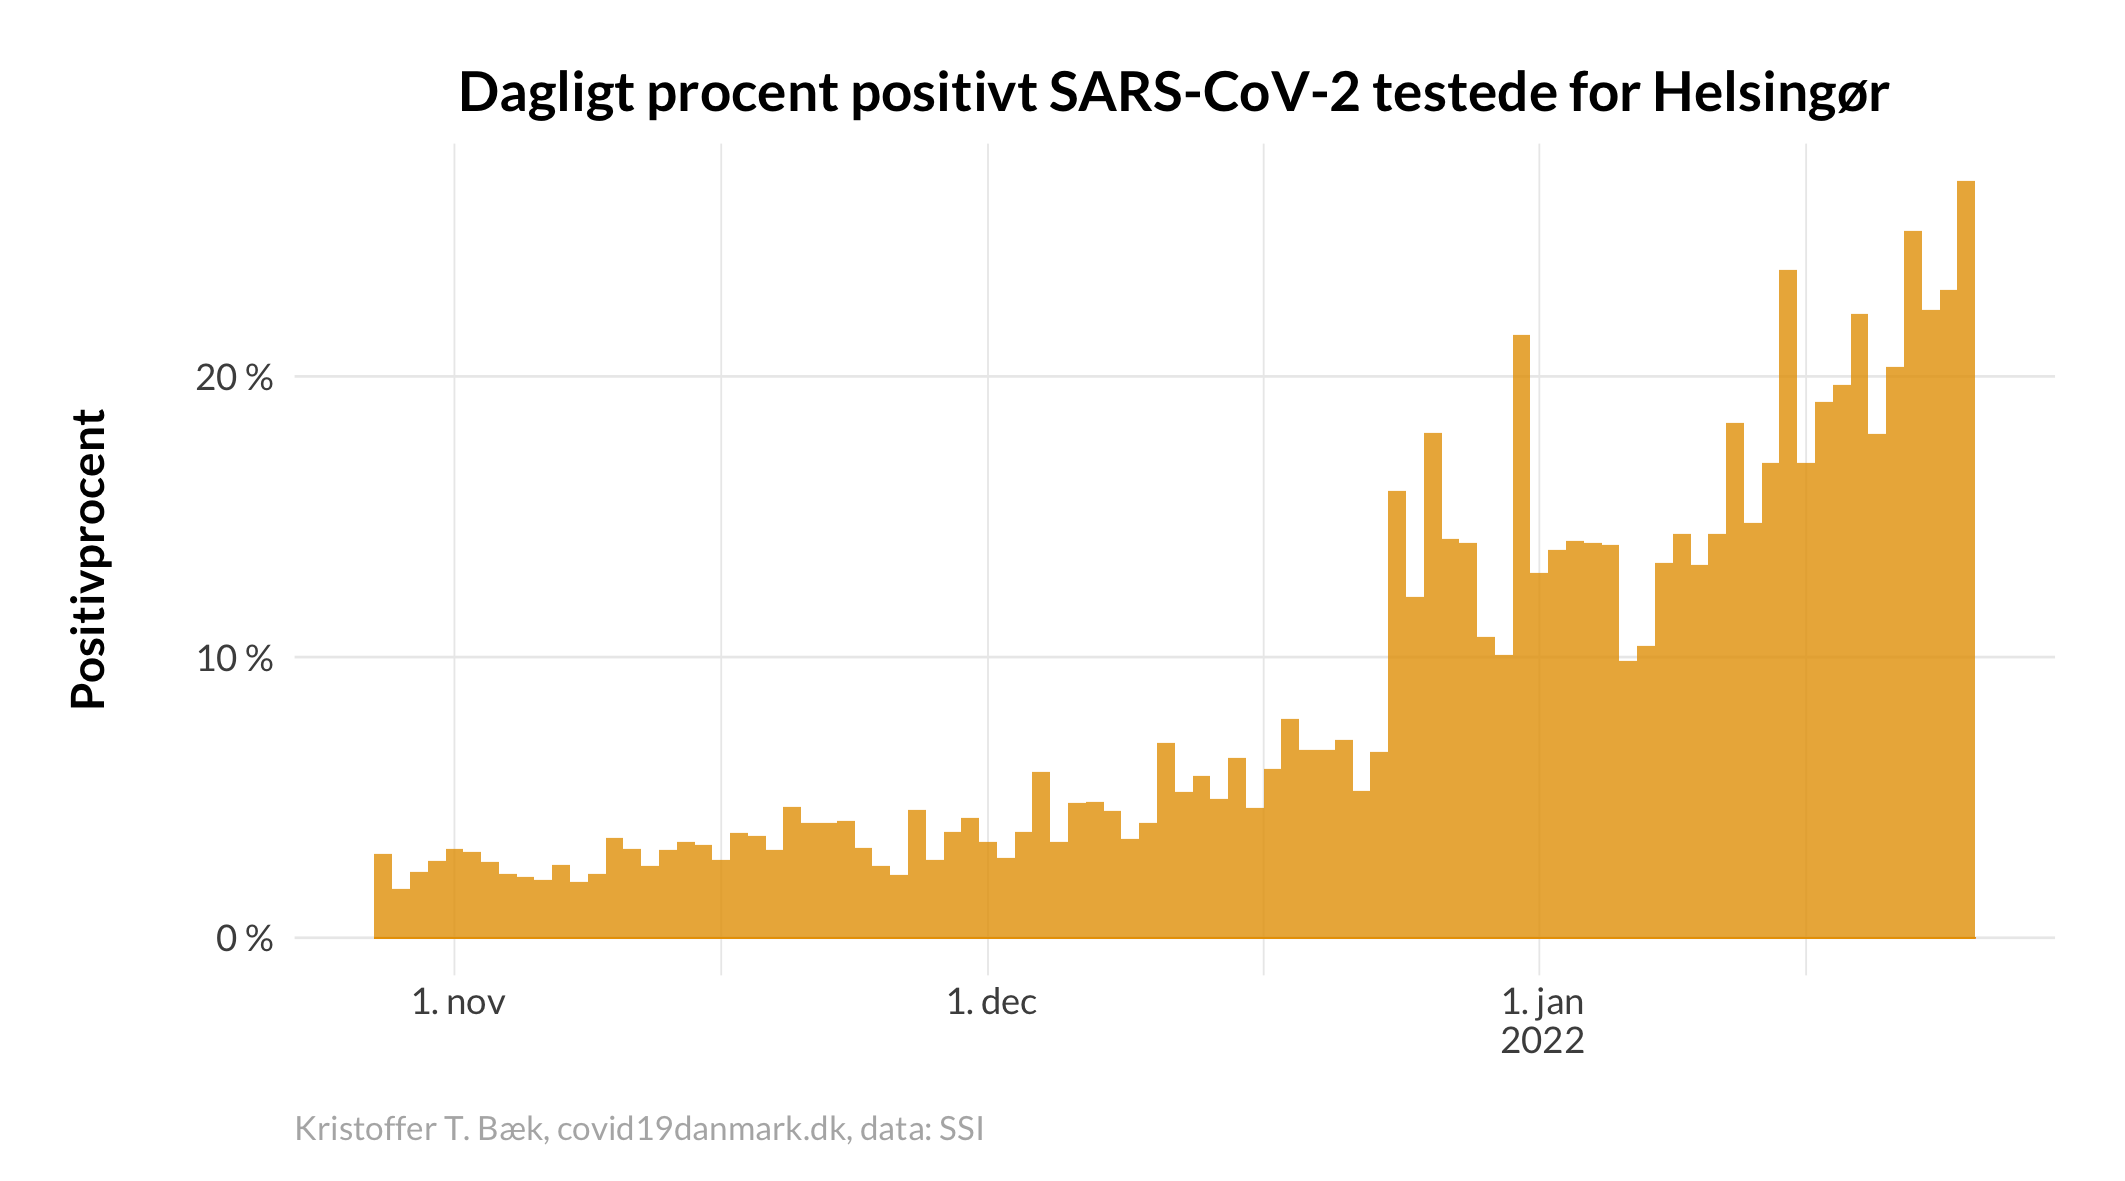 Dagligt procent positivt SARS-CoV-2 testede for Helsingør
Positivprocent
20 %
10 %
0 %
1. nov
1. dec
1. jan
2022
Kristoffer T. Bæk, covid19danmark.dk, data: SSI